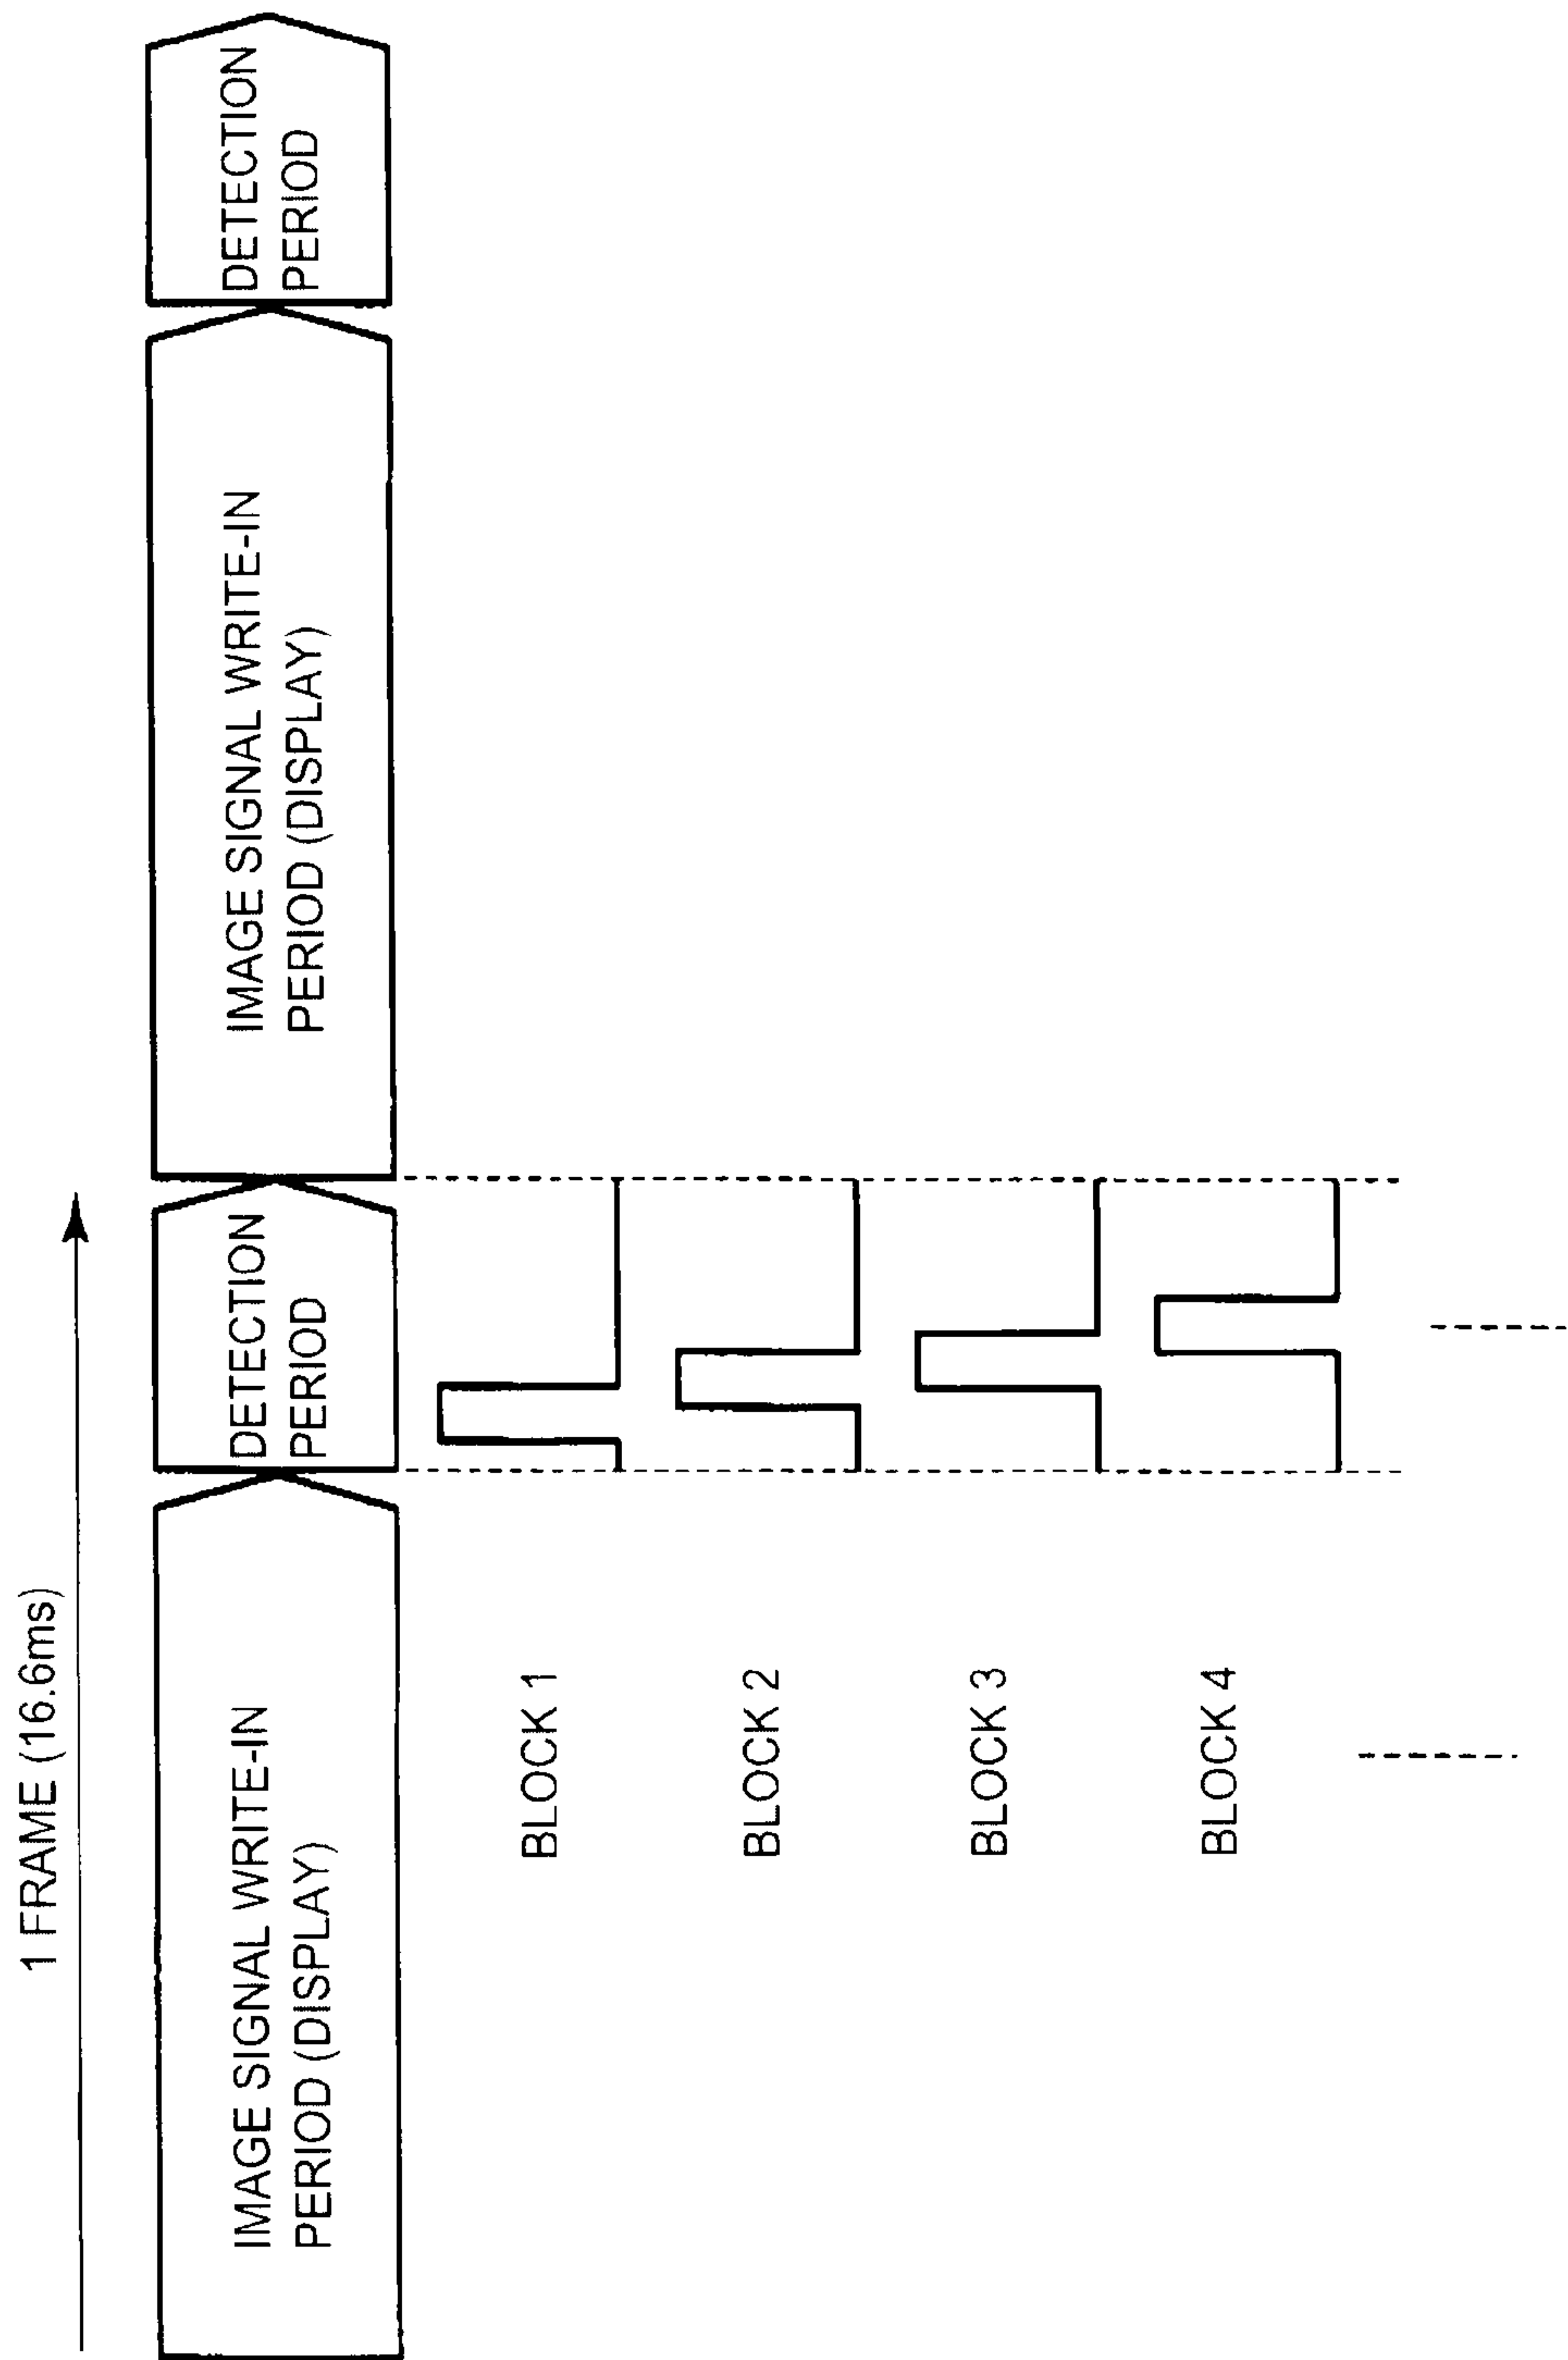 1 FRAME (16.6ms)
IMAGE SIGNAL WRITE-IN
PERIOD (DISPLAY)
DETECTION
PERIOD
IMAGE SIGNAL WRITE-IN
PERIOD (DISPLAY)
DETECTION
PERIOD
BLOCK 1
BLOCK 2
BLOCK 3
BLOCK 4